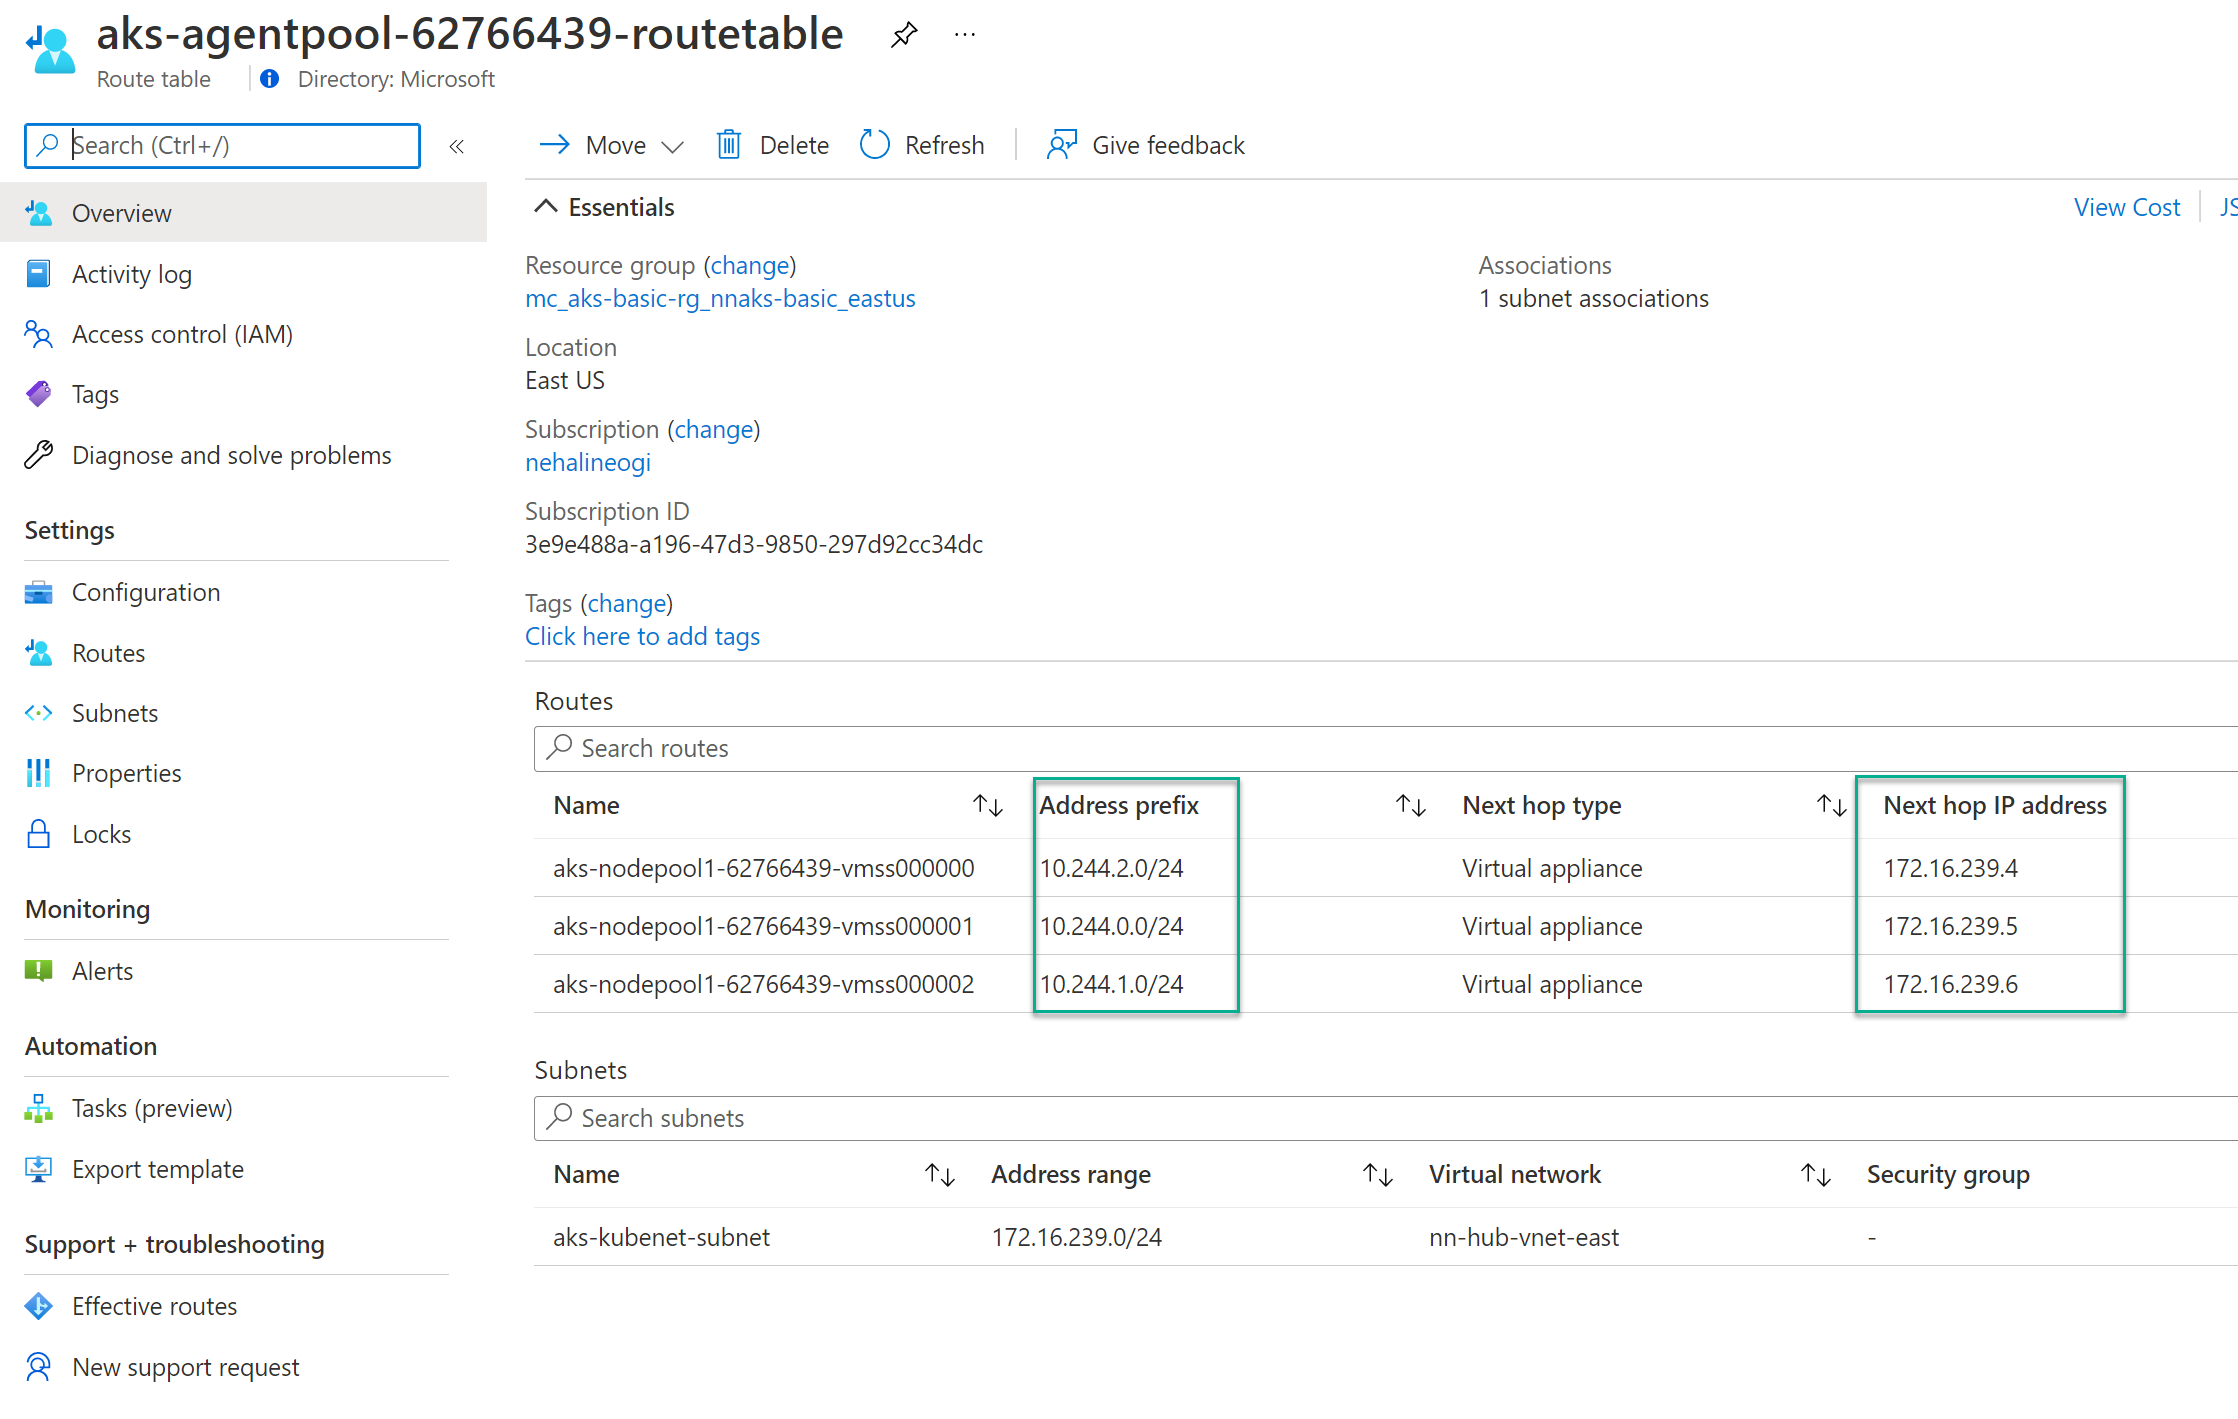 aks-agentpool-62766439-routetable ...
Route table Directory: Microsoft
Search (Ctrl+/)
Overview
Activity log
Access control (IAM)
Tags
Diagnose and solve problems
Settings
Configuration
Routes
Subnets
Properties
Locks
Monitoring
Alerts
Automation
Tasks (preview)
Export template
Support + troubleshooting
Effective routes
New support request
Move Delete Refresh Give feedback
Essentials View Cost JS
Resource group (change)
mc_aks-basic-rg_nnaks-basic_eastus
Location
East US
Subscription (change)
nehalineogi
Subscription ID
3e9e488a-a196-47d3-9850-297d92cc34dc
Tags (change)
Click here to add tags
Associations
1 subnet associations
Routes
Search routes
Name Address prefix Next hop type Next hop IP address
aks-nodepool1-62766439-vmss000000 10.244.2.0/24 Virtual appliance 172.16.239.4
aks-nodepool1-62766439-vmss000001 10.244.0.0/24 Virtual appliance 172.16.239.5
aks-nodepool1-62766439-vmss000002 10.244.1.0/24 Virtual appliance 172.16.239.6
Subnets
Search subnets
Name Address range Virtual network Security group
aks-kubenet-subnet 172.16.239.0/24 nn-hub-vnet-east -